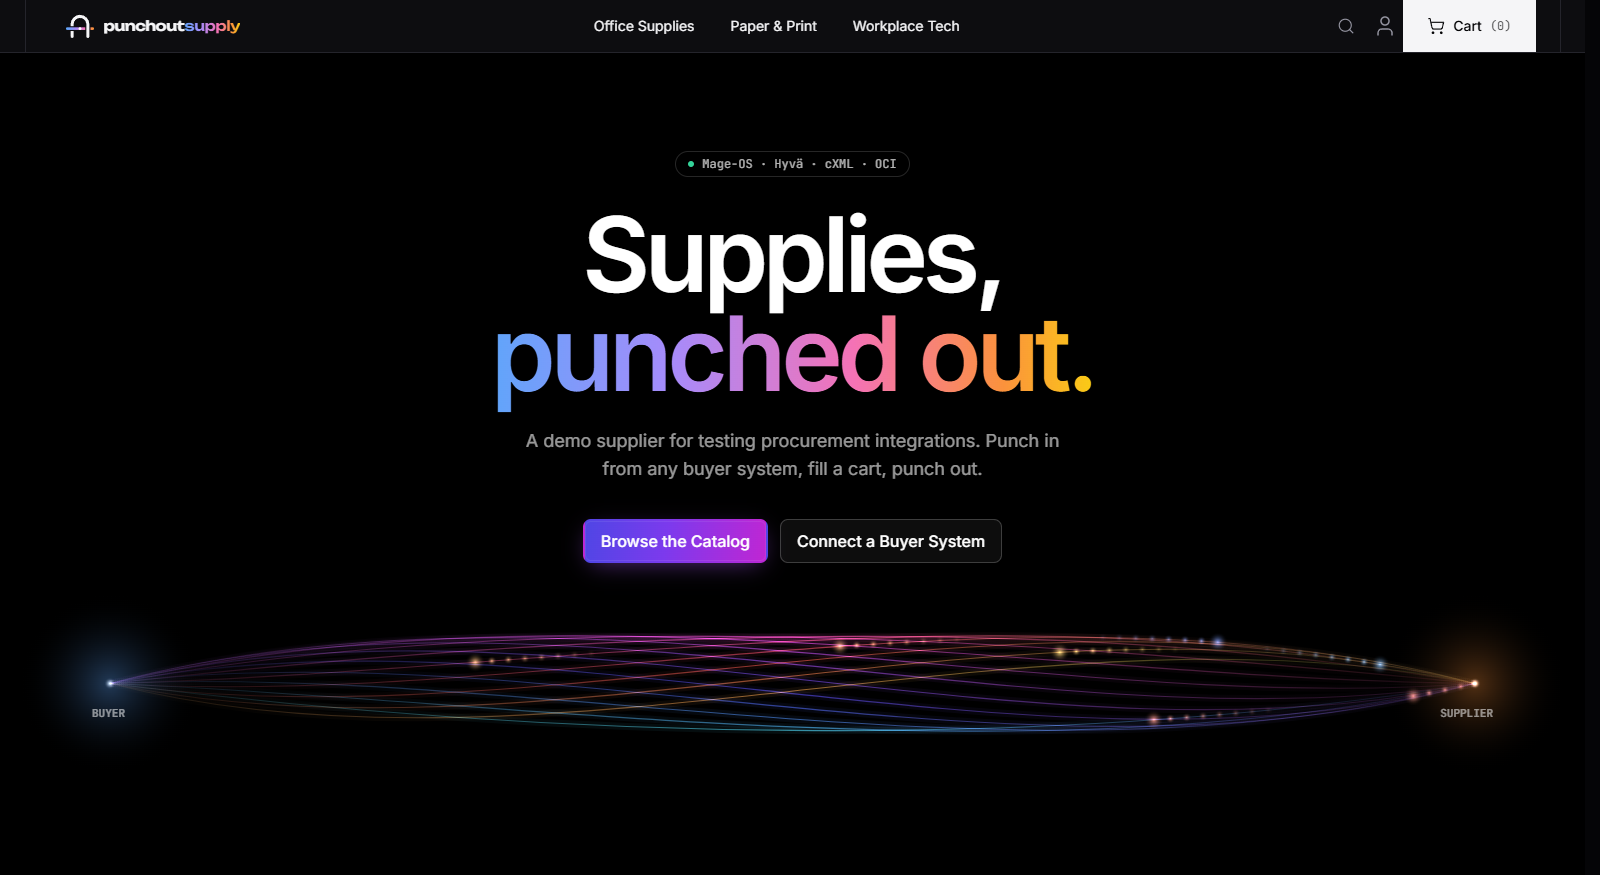 punchoutsupply
Office Supplies
Paper & Print
Workplace Tech
Cart (0)
Mage-OS · Hyvä · cXML · OCI
Supplies,
punched out.
A demo supplier for testing procurement integrations. Punch in
from any buyer system, fill a cart, punch out.
Browse the Catalog
Connect a Buyer System
BUYER
SUPPLIER